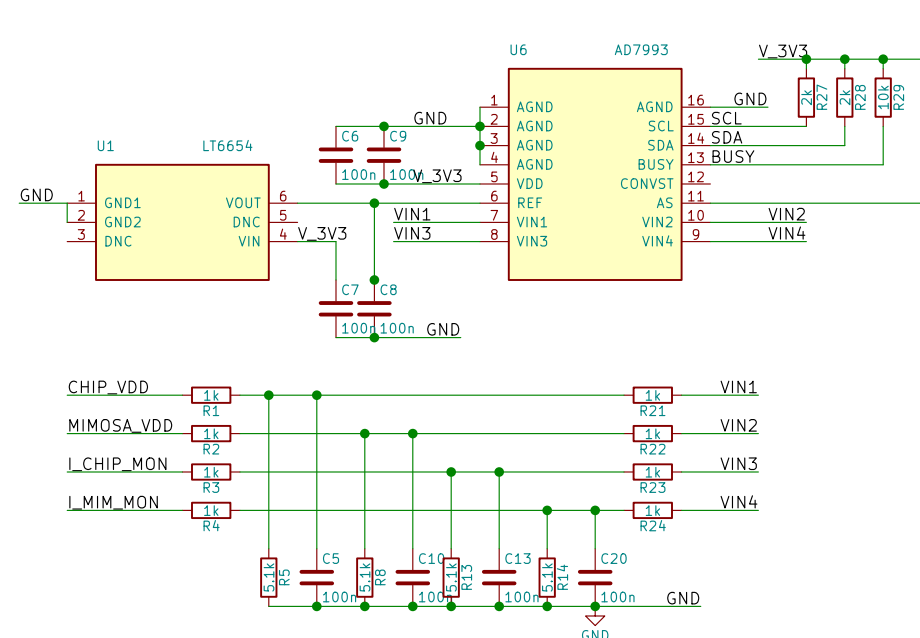 U6 AD7993
V_3V3
1 AGND AGND 16 GND
2 AGND SCL 15 SCL
3 AGND SDA 14 SDA
4 AGND BUSY 13 BUSY
5 VDD CONVST 12
6 REF AS 11
7 VIN1 VIN2 10 VIN2
8 VIN3 VIN4 9 VIN4
2k R27
2k R28
10k R29
GND
C6 C9
100n 100n
V_3V3
VIN1
VIN3
U1 LT6654
GND 1 GND1 VOUT 6
2 GND2 DNC 5
3 DNC VIN 4 V_3V3
C7 C8
100n 100n GND
CHIP_VDD 1k R1 1k R21 VIN1
MIMOSA_VDD 1k R2 1k R22 VIN2
I_CHIP_MON 1k R3 1k R23 VIN3
I_MIM_MON 1k R4 1k R24 VIN4
5.1k R5 C5 100n
5.1k R8 C10 100n
5.1k R13 C13 100n
5.1k R14 C20 100n
GND
GND